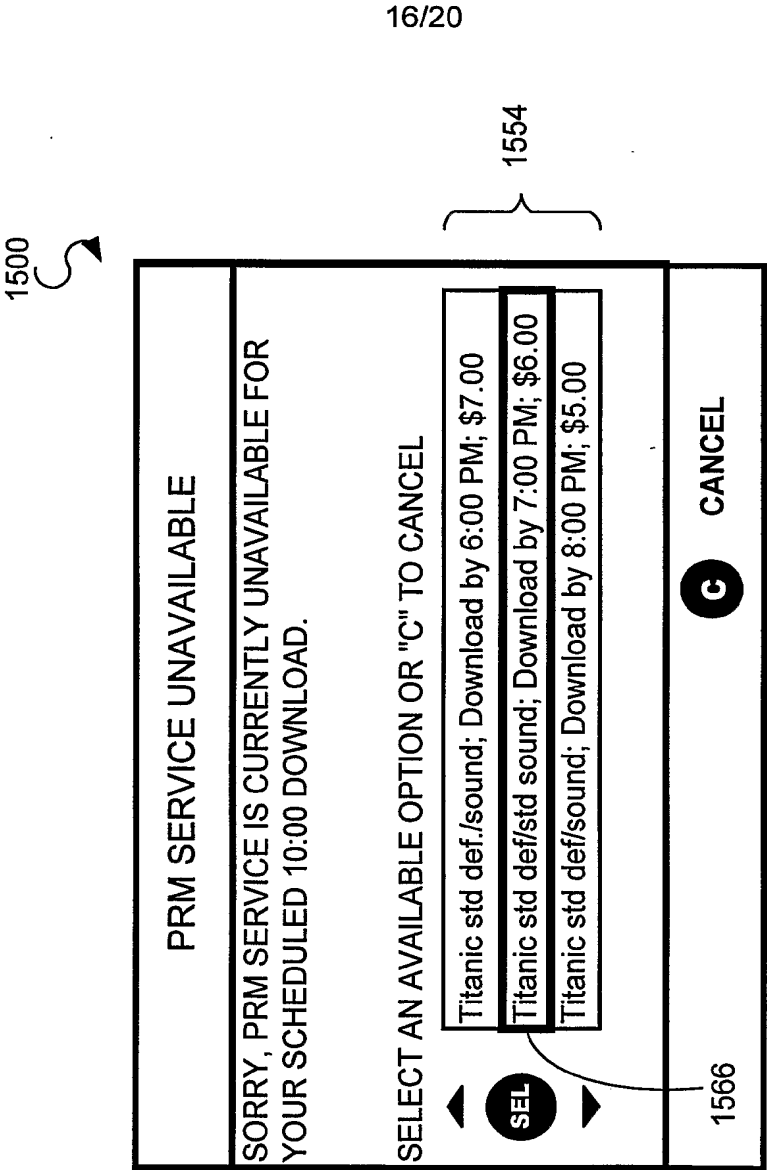 16/20
1500
PRM SERVICE UNAVAILABLE
SORRY, PRM SERVICE IS CURRENTLY UNAVAILABLE FOR
YOUR SCHEDULED 10:00 DOWNLOAD.
SELECT AN AVAILABLE OPTION OR "C" TO CANCEL
Titanic std def./sound; Download by 6:00 PM; $7.00
Titanic std def/std sound; Download by 7:00 PM; $6.00
Titanic std def/sound; Download by 8:00 PM; $5.00
SEL
1554
1566
C CANCEL